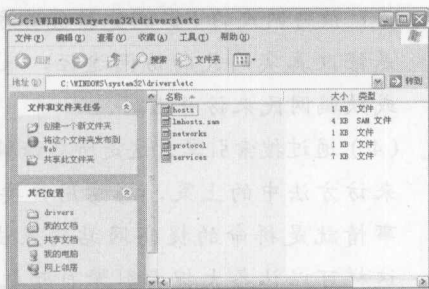 C:\WINDOWS\system32\drivers\etc
文件(F) 编辑(E) 查看(V) 收藏(A) 工具(T) 帮助(H)
后退 搜索 文件夹
地址(D) C:\WINDOWS\system32\drivers\etc 转到
文件和文件夹任务
创建一个新文件夹
将这个文件夹发布到
Web
共享此文件夹
其它位置
drivers
我的文档
共享文档
我的电脑
网上邻居
名称 大小 类型
hosts 1 KB 文件
lmhosts.sam 4 KB SAM 文件
networks 1 KB 文件
protocol 1 KB 文件
services 7 KB 文件